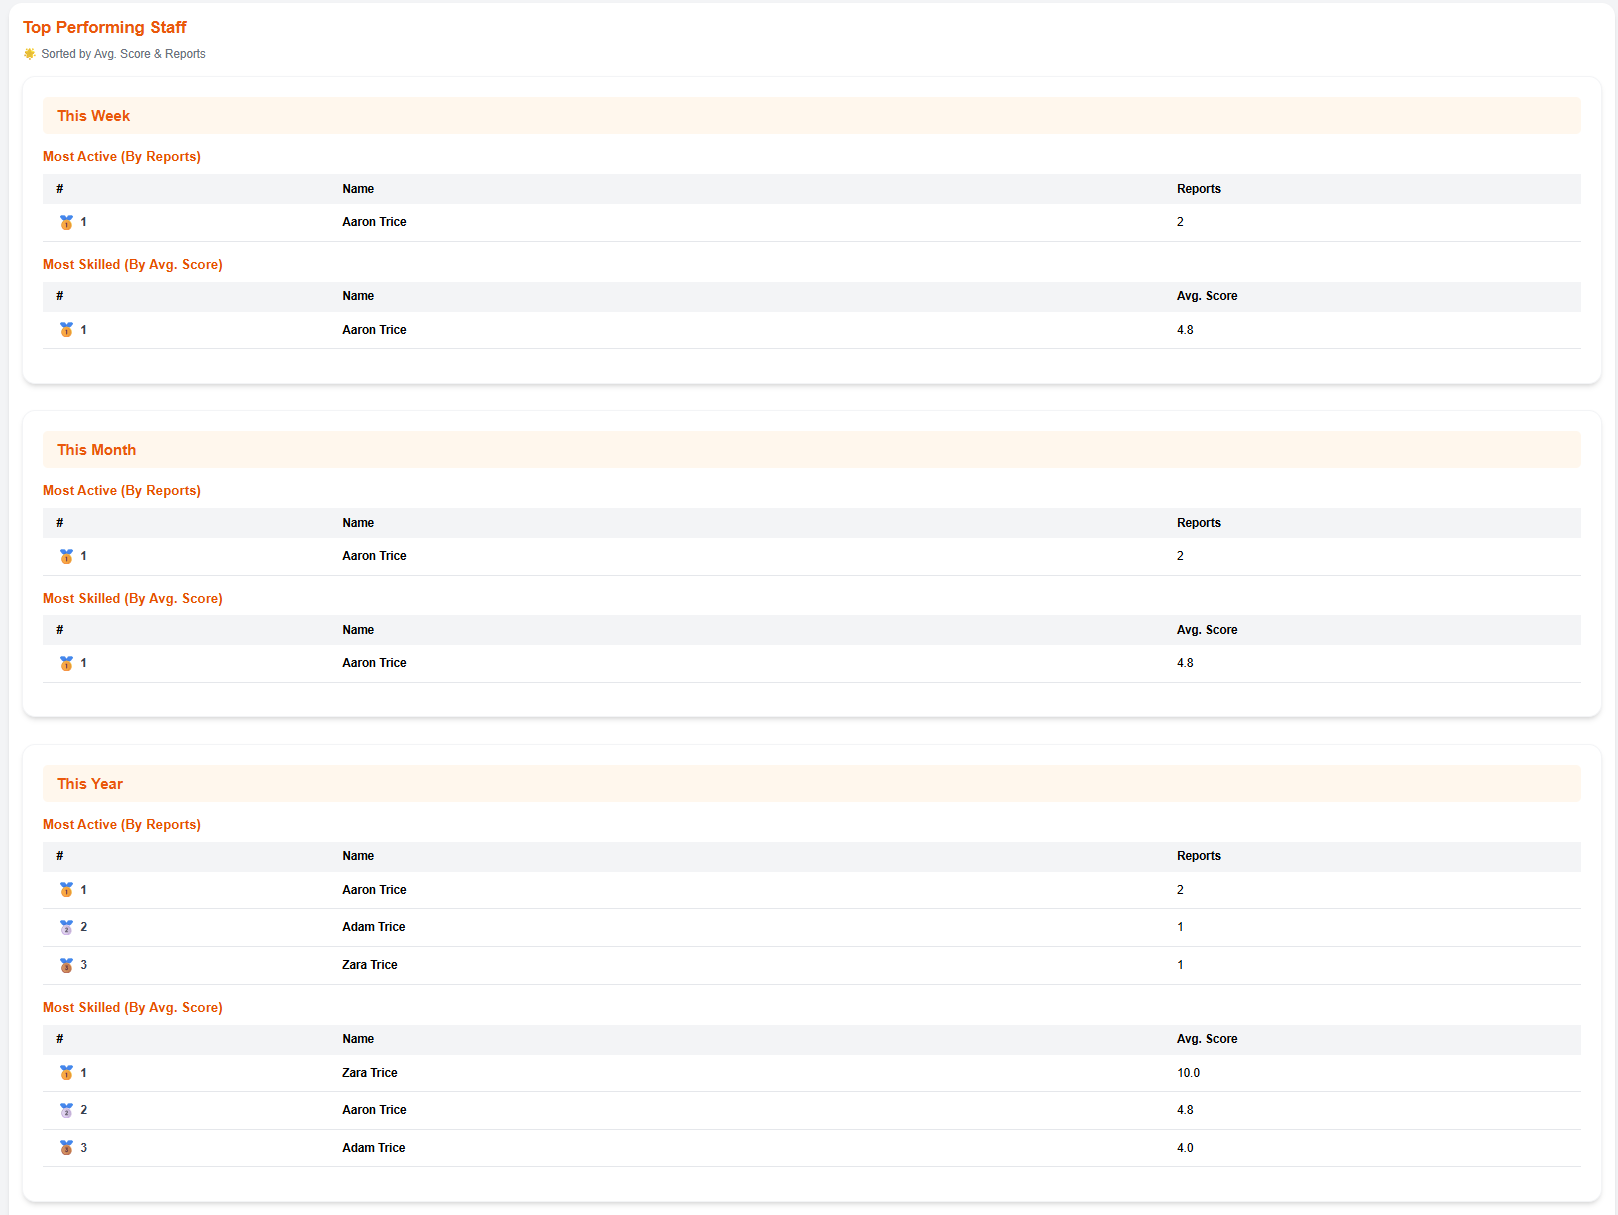 Top Performing Staff
Sorted by Avg. Score & Reports
This Week
Most Active (By Reports)
# Name Reports
1 Aaron Trice 2
Most Skilled (By Avg. Score)
# Name Avg. Score
1 Aaron Trice 4.8
This Month
Most Active (By Reports)
# Name Reports
1 Aaron Trice 2
Most Skilled (By Avg. Score)
# Name Avg. Score
1 Aaron Trice 4.8
This Year
Most Active (By Reports)
# Name Reports
1 Aaron Trice 2
2 Adam Trice 1
3 Zara Trice 1
Most Skilled (By Avg. Score)
# Name Avg. Score
1 Zara Trice 10.0
2 Aaron Trice 4.8
3 Adam Trice 4.0